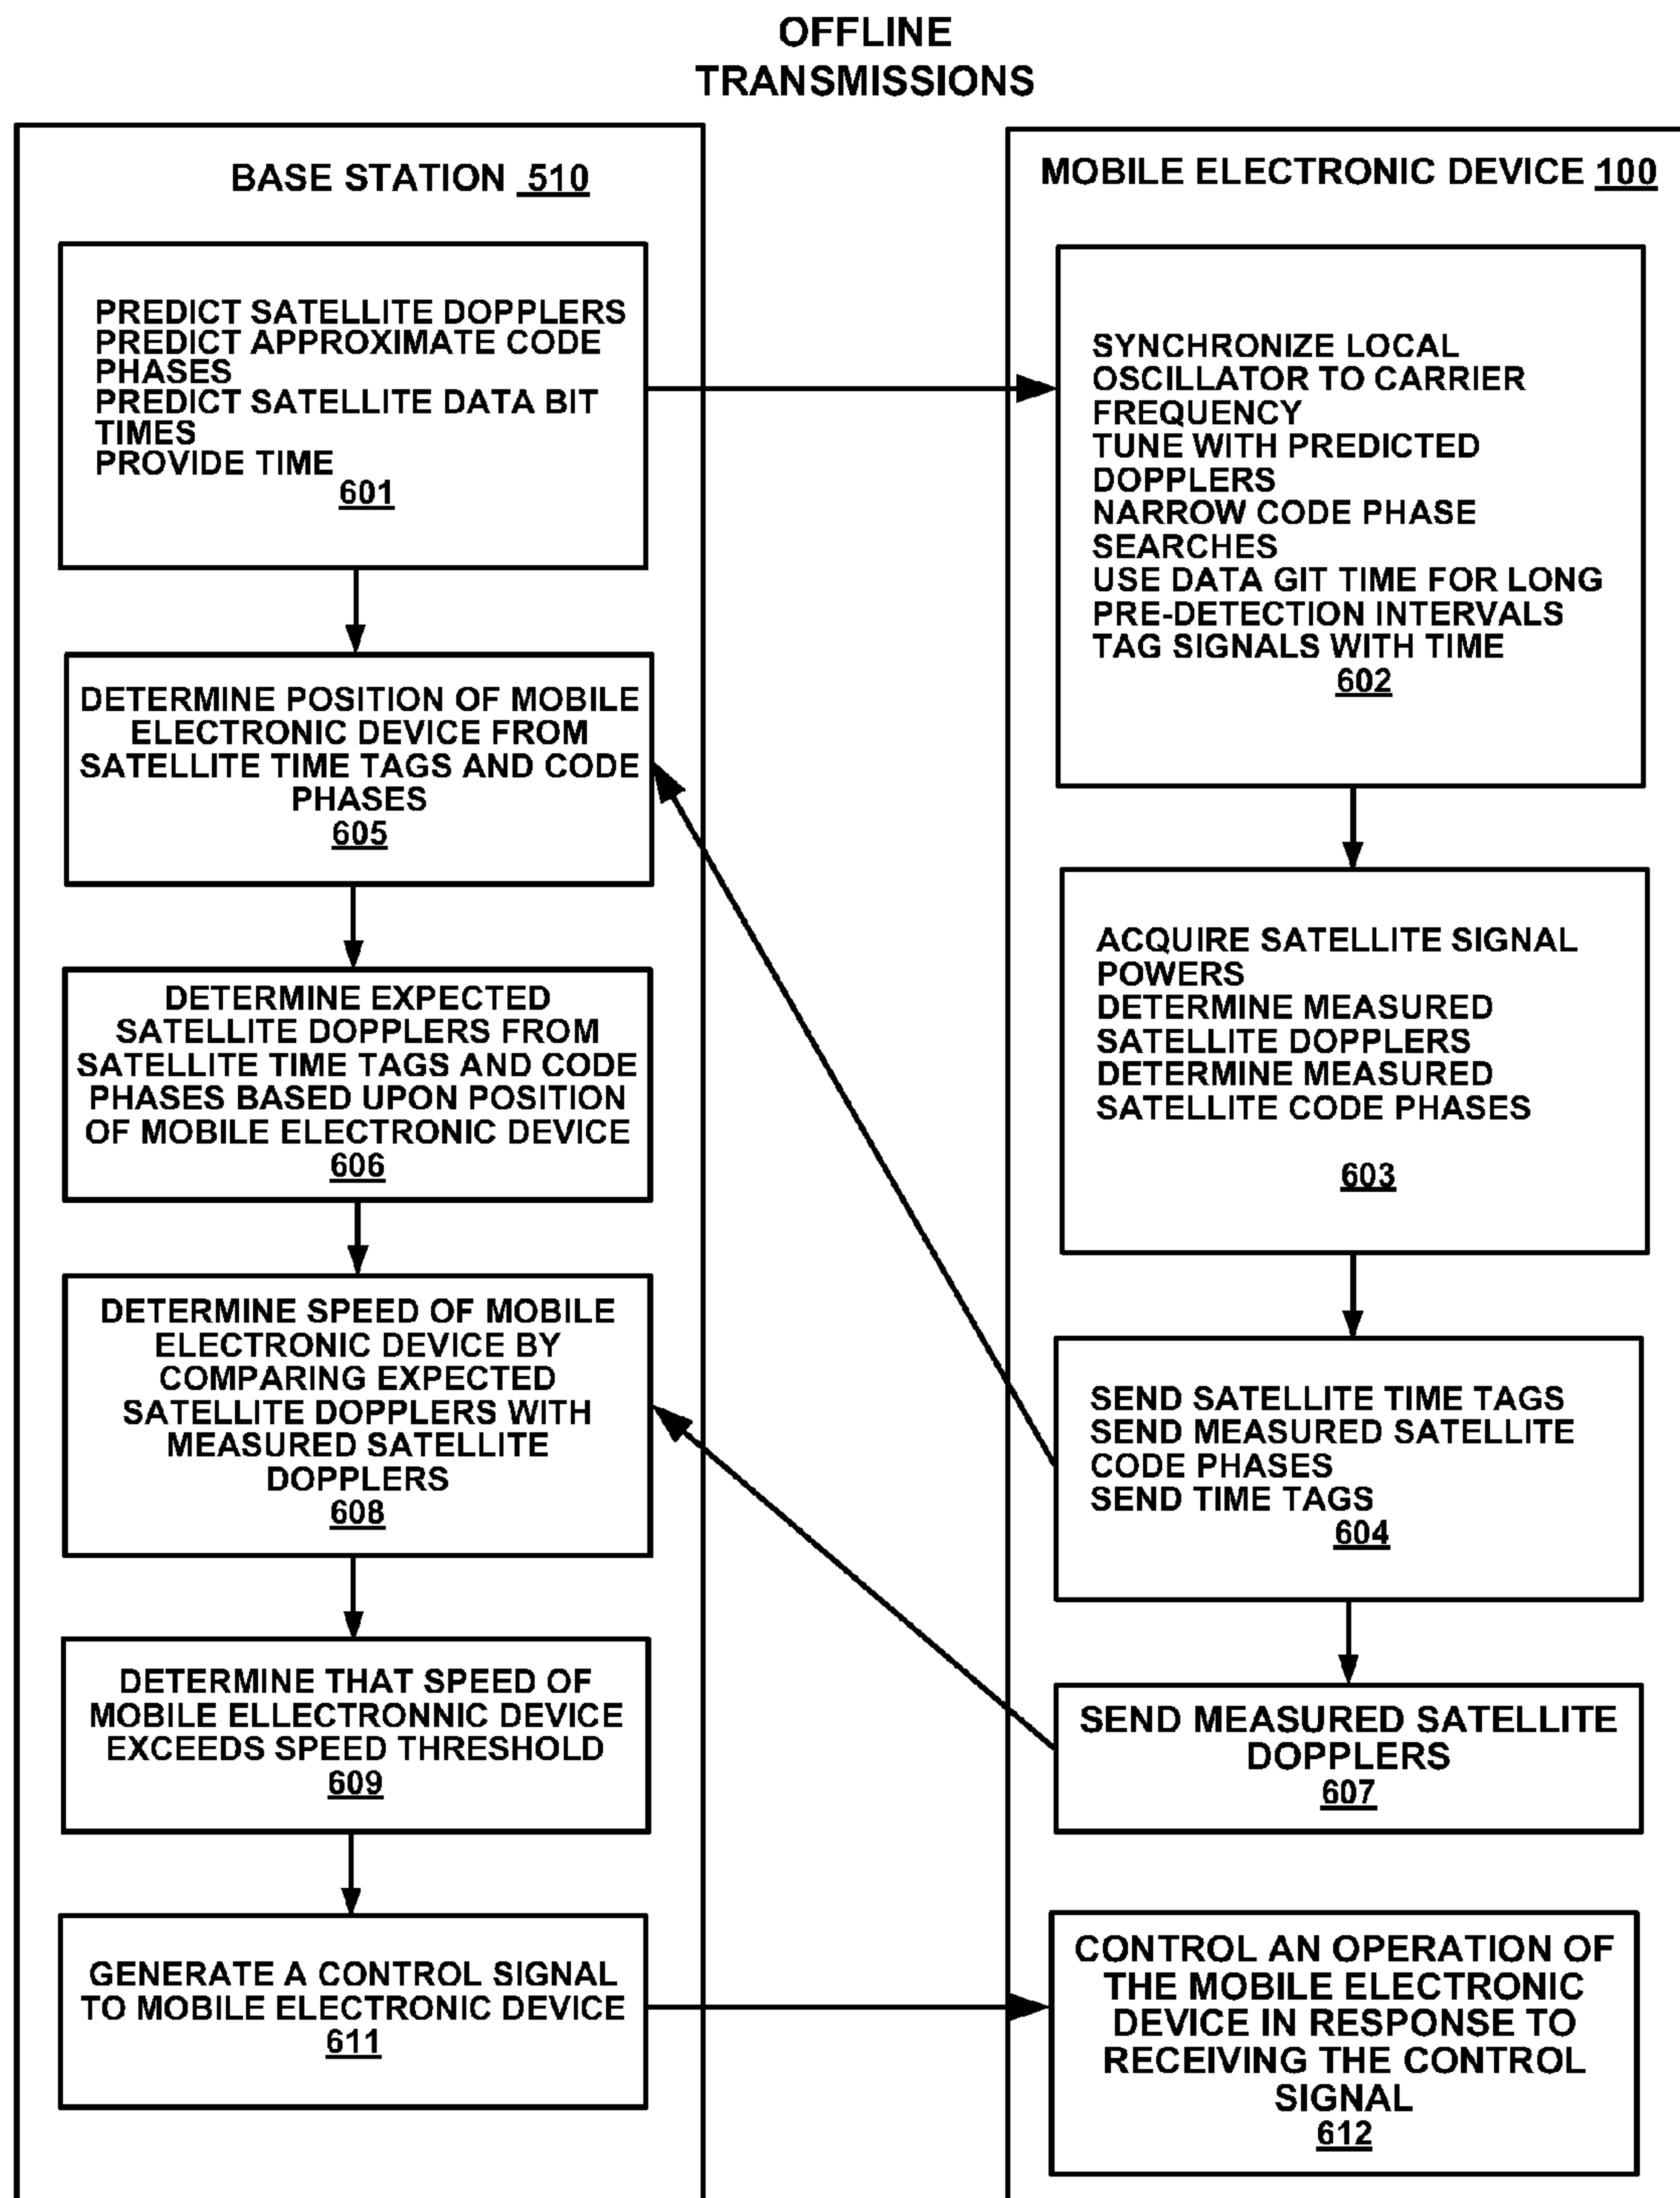 OFFLINE
TRANSMISSIONS
BASE STATION 510
PREDICT SATELLITE DOPPLERS
PREDICT APPROXIMATE CODE
PHASES
PREDICT SATELLITE DATA BIT
TIMES
PROVIDE TIME
601
DETERMINE POSITION OF MOBILE
ELECTRONIC DEVICE FROM
SATELLITE TIME TAGS AND CODE
PHASES
605
DETERMINE EXPECTED
SATELLITE DOPPLERS FROM
SATELLITE TIME TAGS AND CODE
PHASES BASED UPON POSITION
OF MOBILE ELECTRONIC DEVICE
606
DETERMINE SPEED OF MOBILE
ELECTRONIC DEVICE BY
COMPARING EXPECTED
SATELLITE DOPPLERS WITH
MEASURED SATELLITE
DOPPLERS
608
DETERMINE THAT SPEED OF
MOBILE ELLECTRONNIC DEVICE
EXCEEDS SPEED THRESHOLD
609
GENERATE A CONTROL SIGNAL
TO MOBILE ELECTRONIC DEVICE
611
MOBILE ELECTRONIC DEVICE 100
SYNCHRONIZE LOCAL
OSCILLATOR TO CARRIER
FREQUENCY
TUNE WITH PREDICTED
DOPPLERS
NARROW CODE PHASE
SEARCHES
USE DATA GIT TIME FOR LONG
PRE-DETECTION INTERVALS
TAG SIGNALS WITH TIME
602
ACQUIRE SATELLITE SIGNAL
POWERS
DETERMINE MEASURED
SATELLITE DOPPLERS
DETERMINE MEASURED
SATELLITE CODE PHASES
603
SEND SATELLITE TIME TAGS
SEND MEASURED SATELLITE
CODE PHASES
SEND TIME TAGS
604
SEND MEASURED SATELLITE
DOPPLERS
607
CONTROL AN OPERATION OF
THE MOBILE ELECTRONIC
DEVICE IN RESPONSE TO
RECEIVING THE CONTROL
SIGNAL
612